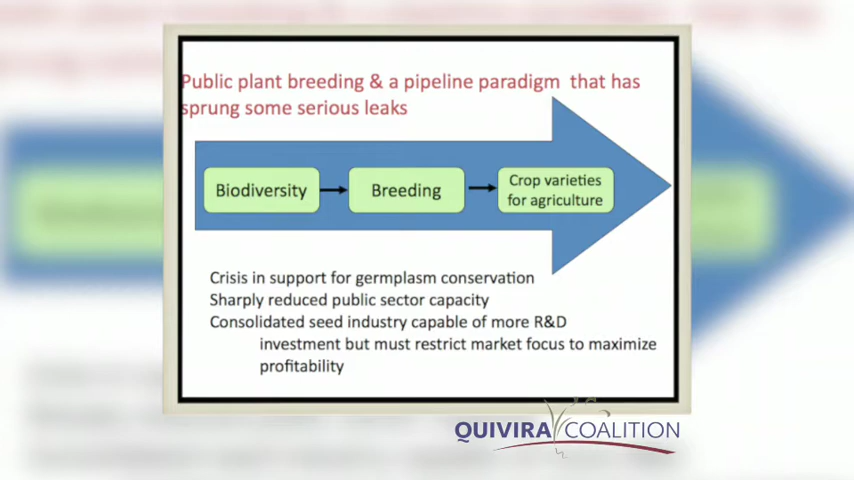 Public plant breeding & a pipeline paradigm that has
sprung some serious leaks
Biodiversity
Breeding
Crop varieties
for agriculture
Crisis in support for germplasm conservation
Sharply reduced public sector capacity
Consolidated seed industry capable of more R&D
investment but must restrict market focus to maximize
profitability
QUIVIRA COALITION